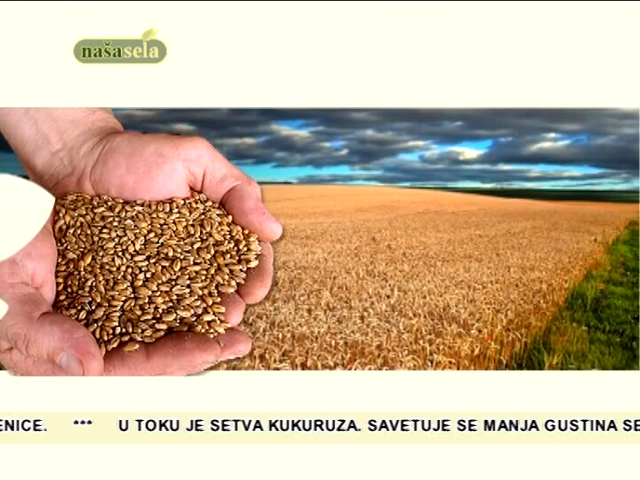 našasela
ENICE. *** U TOKU JE SETVA KUKURUZA. SAVETUJE SE MANJA GUSTINA SE